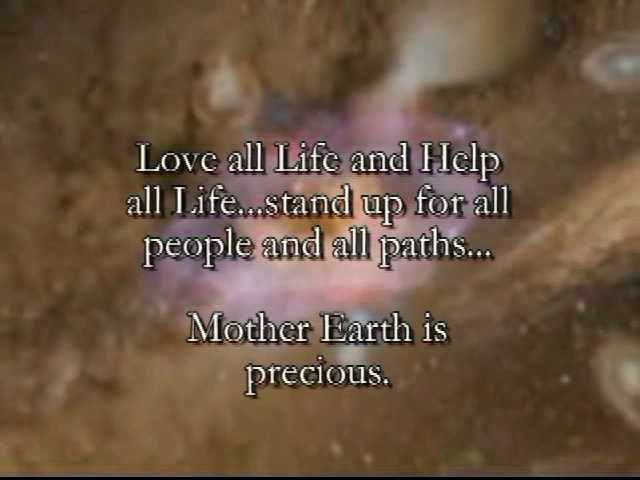 Love all Life and Help
all Life...stand up for all
people and all paths...
Mother Earth is
precious.